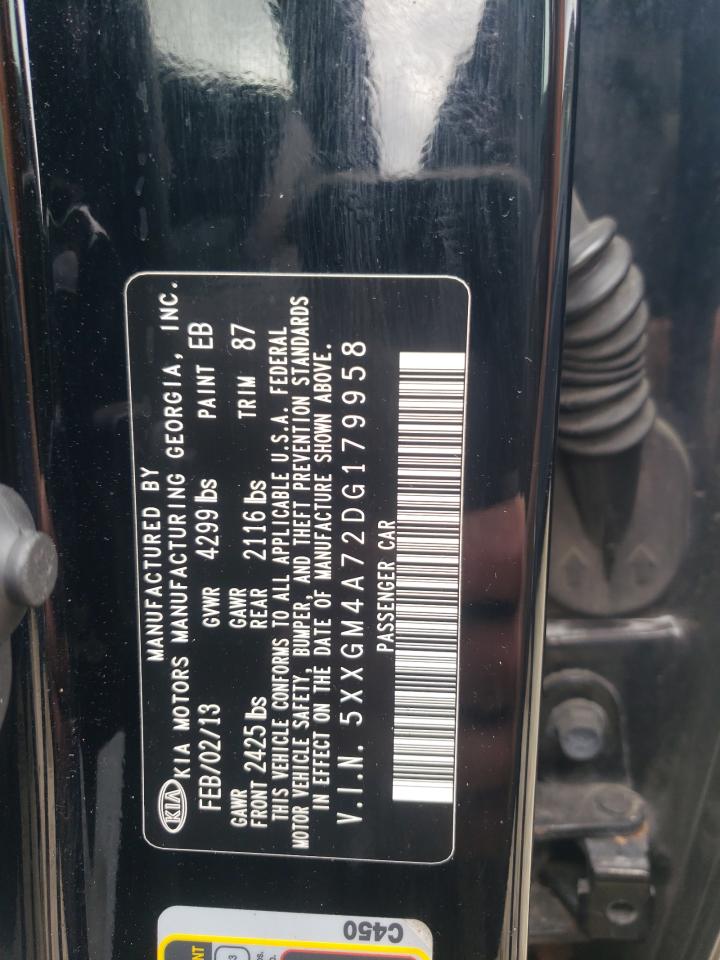 MANUFACTURED BY
KIA KIA MOTORS MANUFACTURING GEORGIA, INC.
FEB/02/13 GVWR 4299 lbs PAINT EB
GAWR GAWR
FRONT 2425 lbs REAR 2116 lbs TRIM 87
THIS VEHICLE CONFORMS TO ALL APPLICABLE U.S.A. FEDERAL
MOTOR VEHICLE SAFETY, BUMPER, AND THEFT PREVENTION STANDARDS
IN EFFECT ON THE DATE OF MANUFACTURE SHOWN ABOVE.
V.I.N. 5XXGM4A72DG179958
PASSENGER CAR
C450